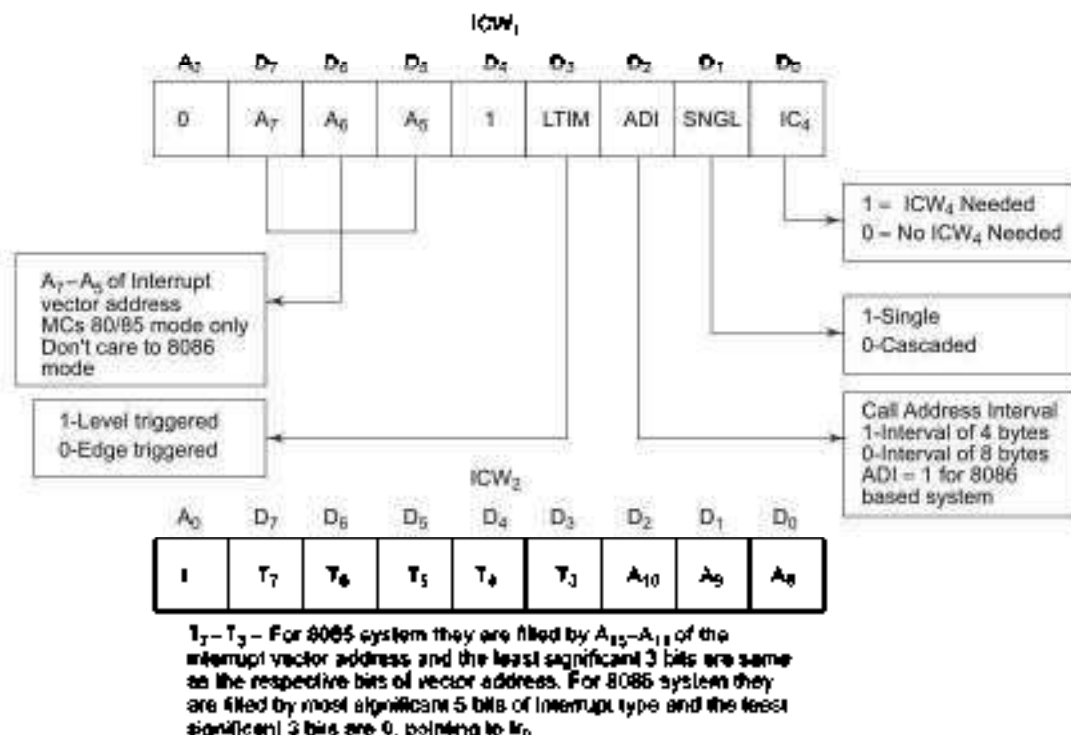 ICW₁
A₀ D₇ D₆ D₅ D₄ D₃ D₂ D₁ D₀
0 A₇ A₆ A₅ 1 LTIM ADI SNGL IC₄
1 = ICW₄ Needed
0 – No ICW₄ Needed
A₇–A₅ of Interrupt
vector address
MCs 80/85 mode only
Don't care to 8086
mode
1-Single
0-Cascaded
1-Level triggered
0-Edge triggered
Call Address Interval
1-Interval of 4 bytes
0-Interval of 8 bytes
ADI = 1 for 8086
based system
ICW₂
A₀ D₇ D₆ D₅ D₄ D₃ D₂ D₁ D₀
1 T₇ T₆ T₅ T₄ T₃ A₁₀ A₉ A₈
T₇–T₃ – For 8085 system they are filled by A₁₅–A₁₁ of the
interrupt vector address and the least significant 3 bits are same
as the respective bits of vector address. For 8086 system they
are filled by most significant 5 bits of interrupt type and the least
significant 3 bits are 0, pointing to Ir₀